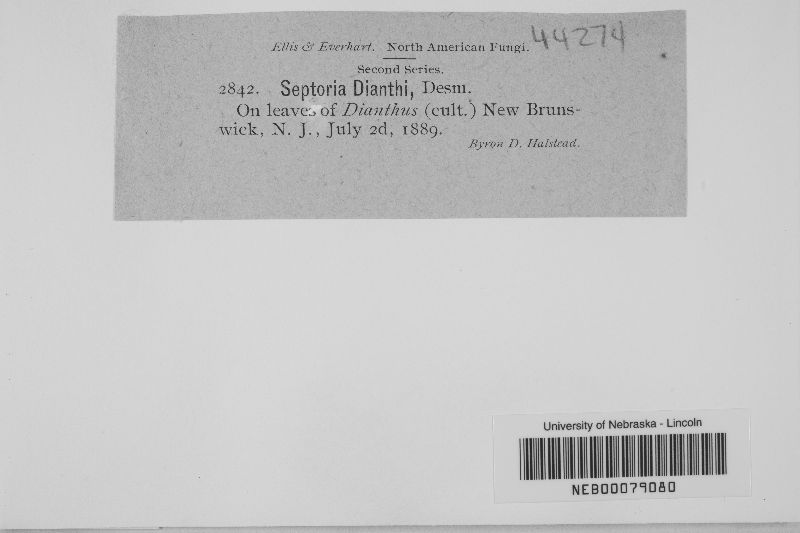 Ellis & Everhart. North American Fungi. 44274
Second Series.
2842. Septoria Dianthi, Desm.
On leaves of Dianthus (cult.) New Bruns-
wick, N. J., July 2d, 1889.
Byron D. Halstead.
University of Nebraska - Lincoln
NEB00079080